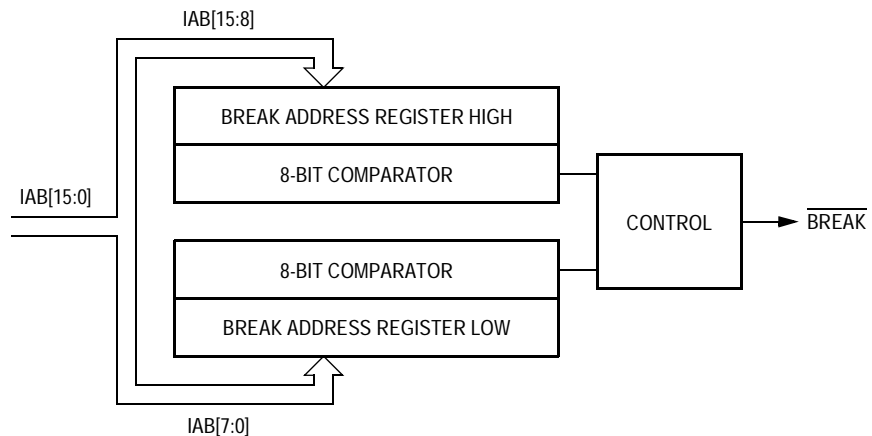 IAB[15:8]
BREAK ADDRESS REGISTER HIGH
8-BIT COMPARATOR
IAB[15:0]
CONTROL
BREAK
8-BIT COMPARATOR
BREAK ADDRESS REGISTER LOW
IAB[7:0]